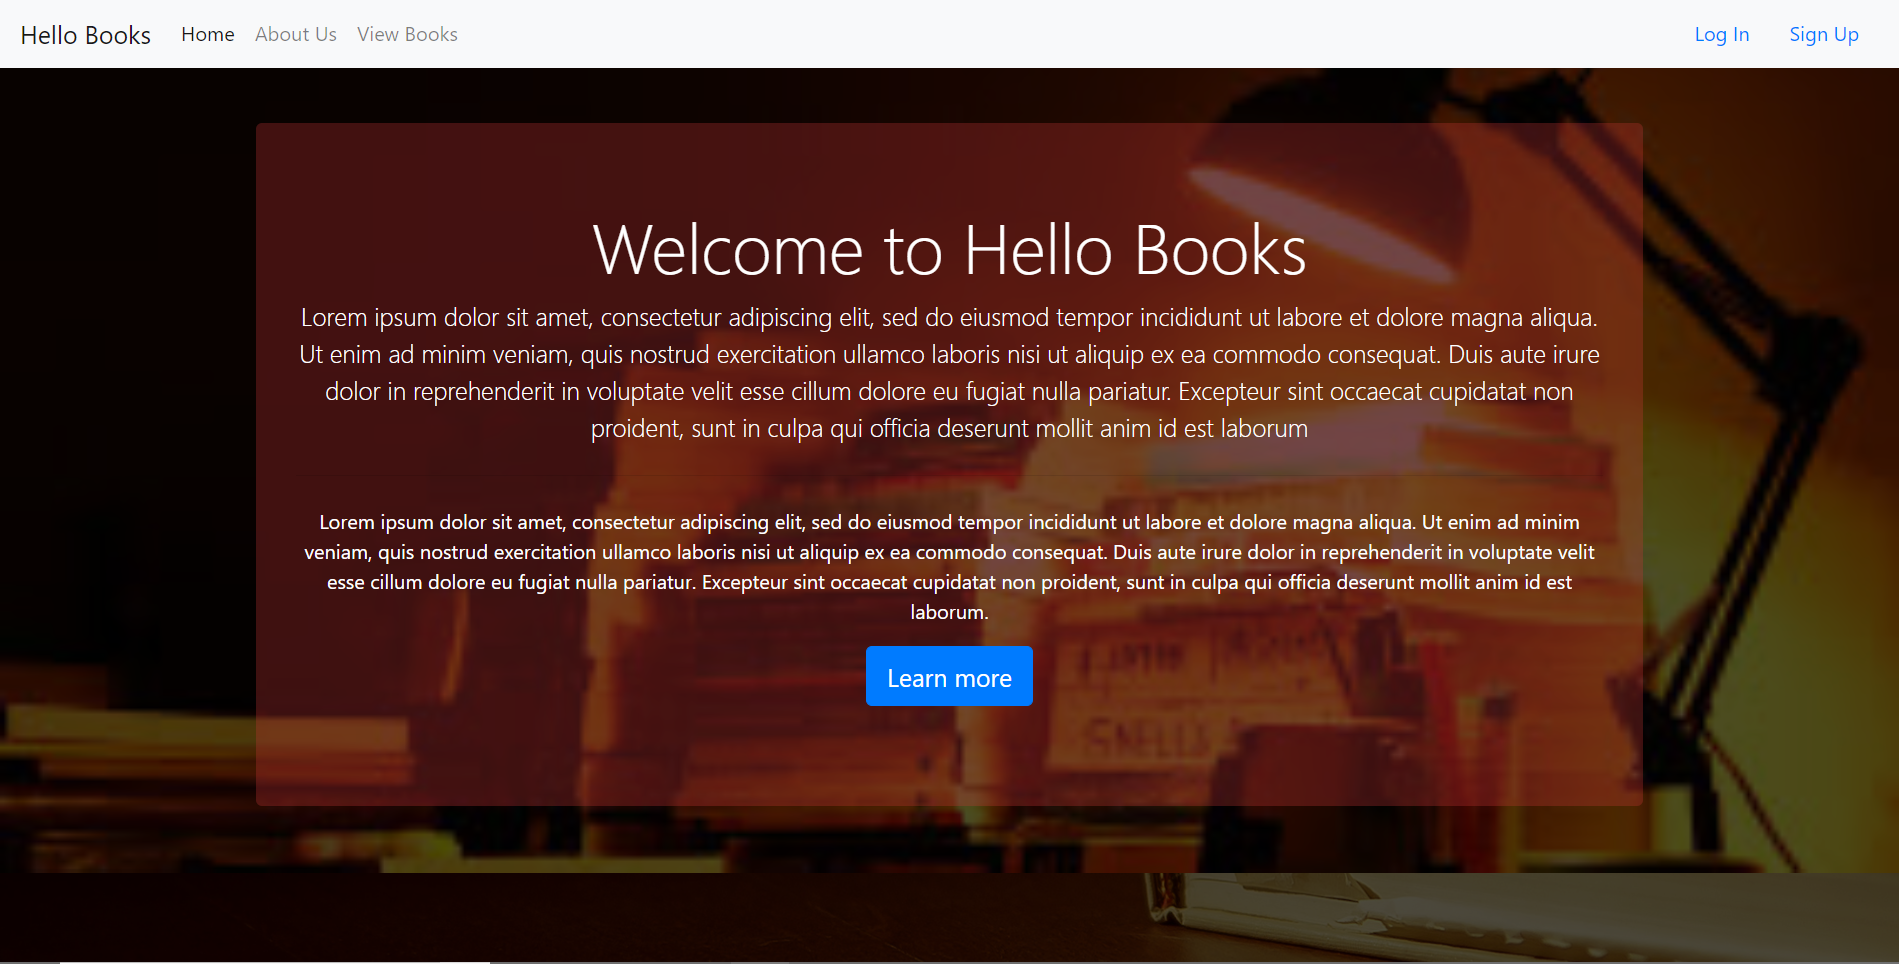 Hello Books Home About Us View Books Log In Sign Up
Welcome to Hello Books
Lorem ipsum dolor sit amet, consectetur adipiscing elit, sed do eiusmod tempor incididunt ut labore et dolore magna aliqua.
Ut enim ad minim veniam, quis nostrud exercitation ullamco laboris nisi ut aliquip ex ea commodo consequat. Duis aute irure
dolor in reprehenderit in voluptate velit esse cillum dolore eu fugiat nulla pariatur. Excepteur sint occaecat cupidatat non
proident, sunt in culpa qui officia deserunt mollit anim id est laborum
Lorem ipsum dolor sit amet, consectetur adipiscing elit, sed do eiusmod tempor incididunt ut labore et dolore magna aliqua. Ut enim ad minim
veniam, quis nostrud exercitation ullamco laboris nisi ut aliquip ex ea commodo consequat. Duis aute irure dolor in reprehenderit in voluptate velit
esse cillum dolore eu fugiat nulla pariatur. Excepteur sint occaecat cupidatat non proident, sunt in culpa qui officia deserunt mollit anim id est
laborum.
Learn more